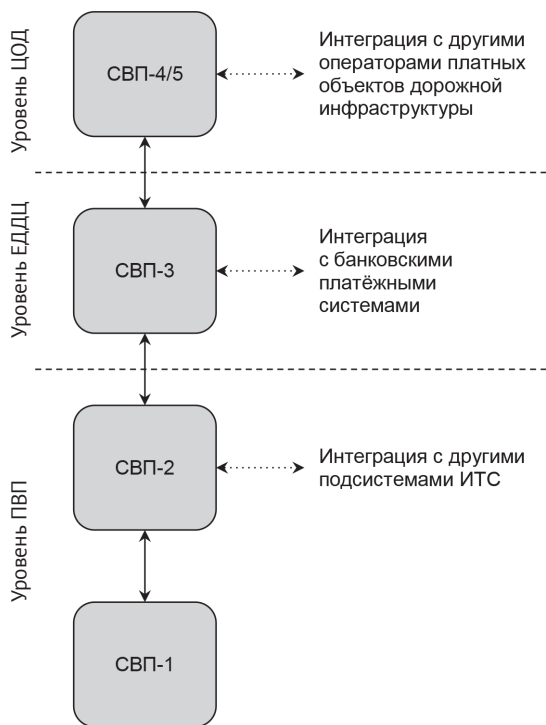 Уровень ЦОД
СВП-4/5
Интеграция с другими
операторами платных
объектов дорожной
инфраструктуры
Уровень ЕДДЦ
СВП-3
Интеграция
с банковскими
платёжными
системами
Уровень ПВП
СВП-2
Интеграция с другими
подсистемами ИТС
СВП-1